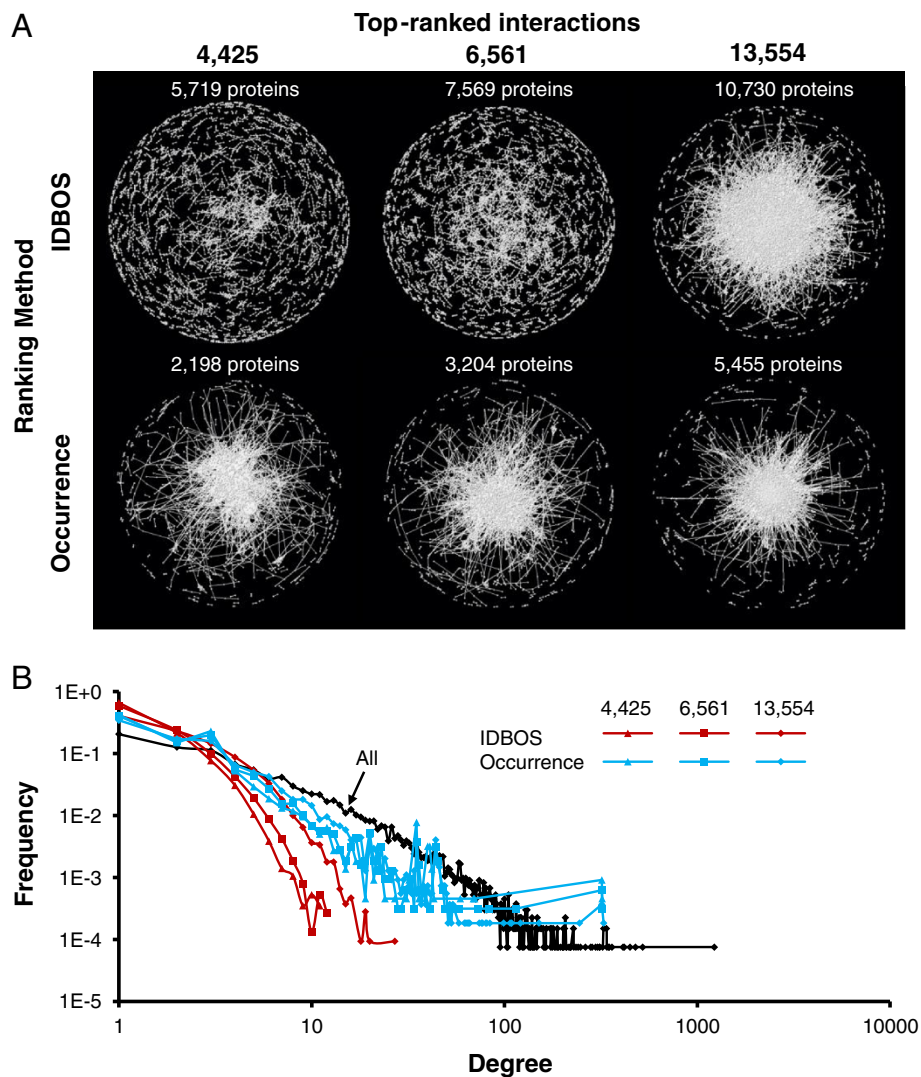 A
Top-ranked interactions
4,425 6,561 13,554
Ranking Method
IDBOS
5,719 proteins 7,569 proteins 10,730 proteins
Occurrence
2,198 proteins 3,204 proteins 5,455 proteins
B
Frequency
1E+0
1E-1
1E-2
1E-3
1E-4
1E-5
All
4,425 6,561 13,554
IDBOS
Occurrence
1 10 100 1000 10000
Degree